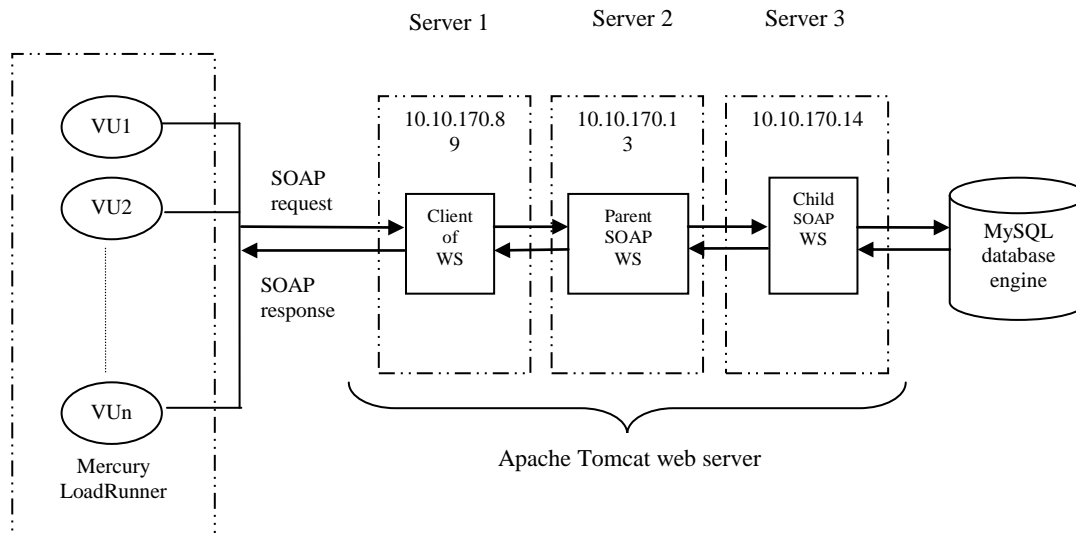 Server 1
Server 2
Server 3
VU1
VU2
VUn
Mercury
LoadRunner
SOAP
request
SOAP
response
10.10.170.8
9
Client
of
WS
10.10.170.1
3
Parent
SOAP
WS
10.10.170.14
Child
SOAP
WS
MySQL
database
engine
Apache Tomcat web server